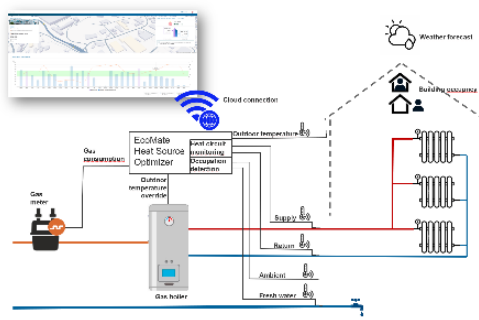 Weather forecast
Building occupancy
Cloud connection
Outdoor temperature
EcoMate
Heat Source
Optimizer
Heat circuit
monitoring
Occupation
detection
Gas
consumption
Outdoor
temperature
override
Gas
meter
Supply
Return
Ambient
Fresh water
Gas boiler